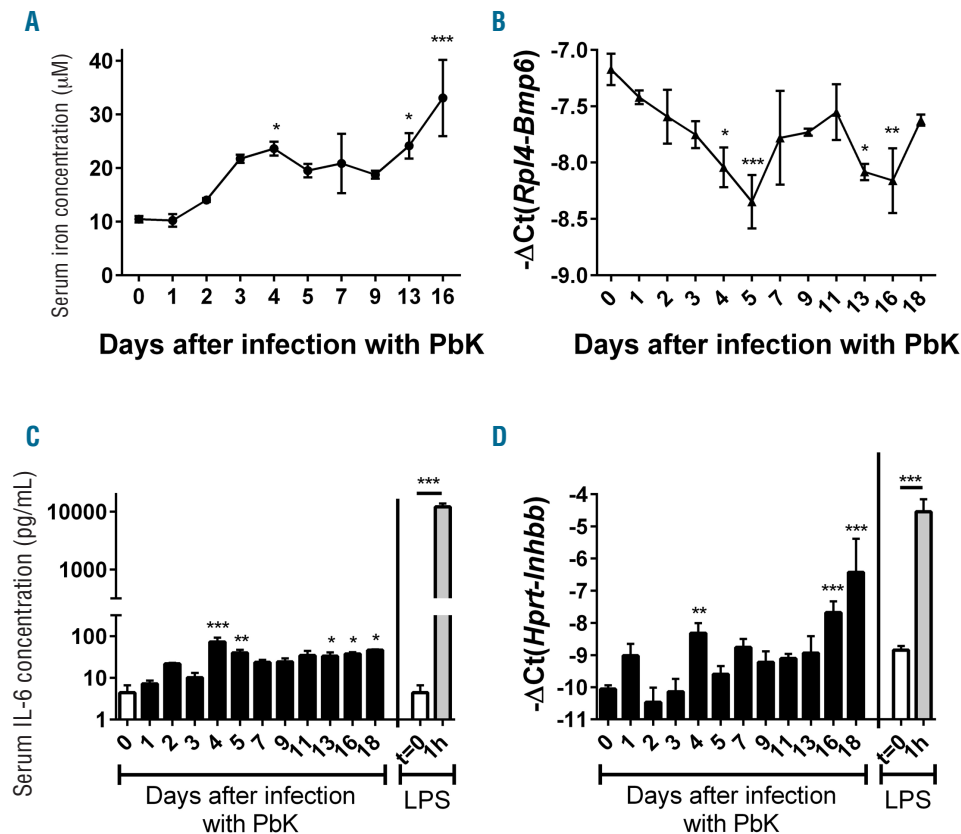 A
Serum iron concentration (μM)
40
30
20
10
0
*
*
***
0 1 2 3 4 5 7 9 13 16
Days after infection with PbK
B
-ΔCt(Rpl4-Bmp6)
-7.0
-7.5
-8.0
-8.5
-9.0
*
***
*
**
0 1 2 3 4 5 7 9 11 13 16 18
Days after infection with PbK
C
Serum IL-6 concentration (pg/mL)
10000
1000
100
10
1
***
**
*
*
*
***
0 1 2 3 4 5 7 9 11 13 16 18 t=0 1h
Days after infection
with PbK
LPS
D
-ΔCt(Hprt-Inhbb)
-4
-5
-6
-7
-8
-9
-10
-11
**
***
***
***
0 1 2 3 4 5 7 9 11 13 16 18 t=0 1h
Days after infection
with PbK
LPS